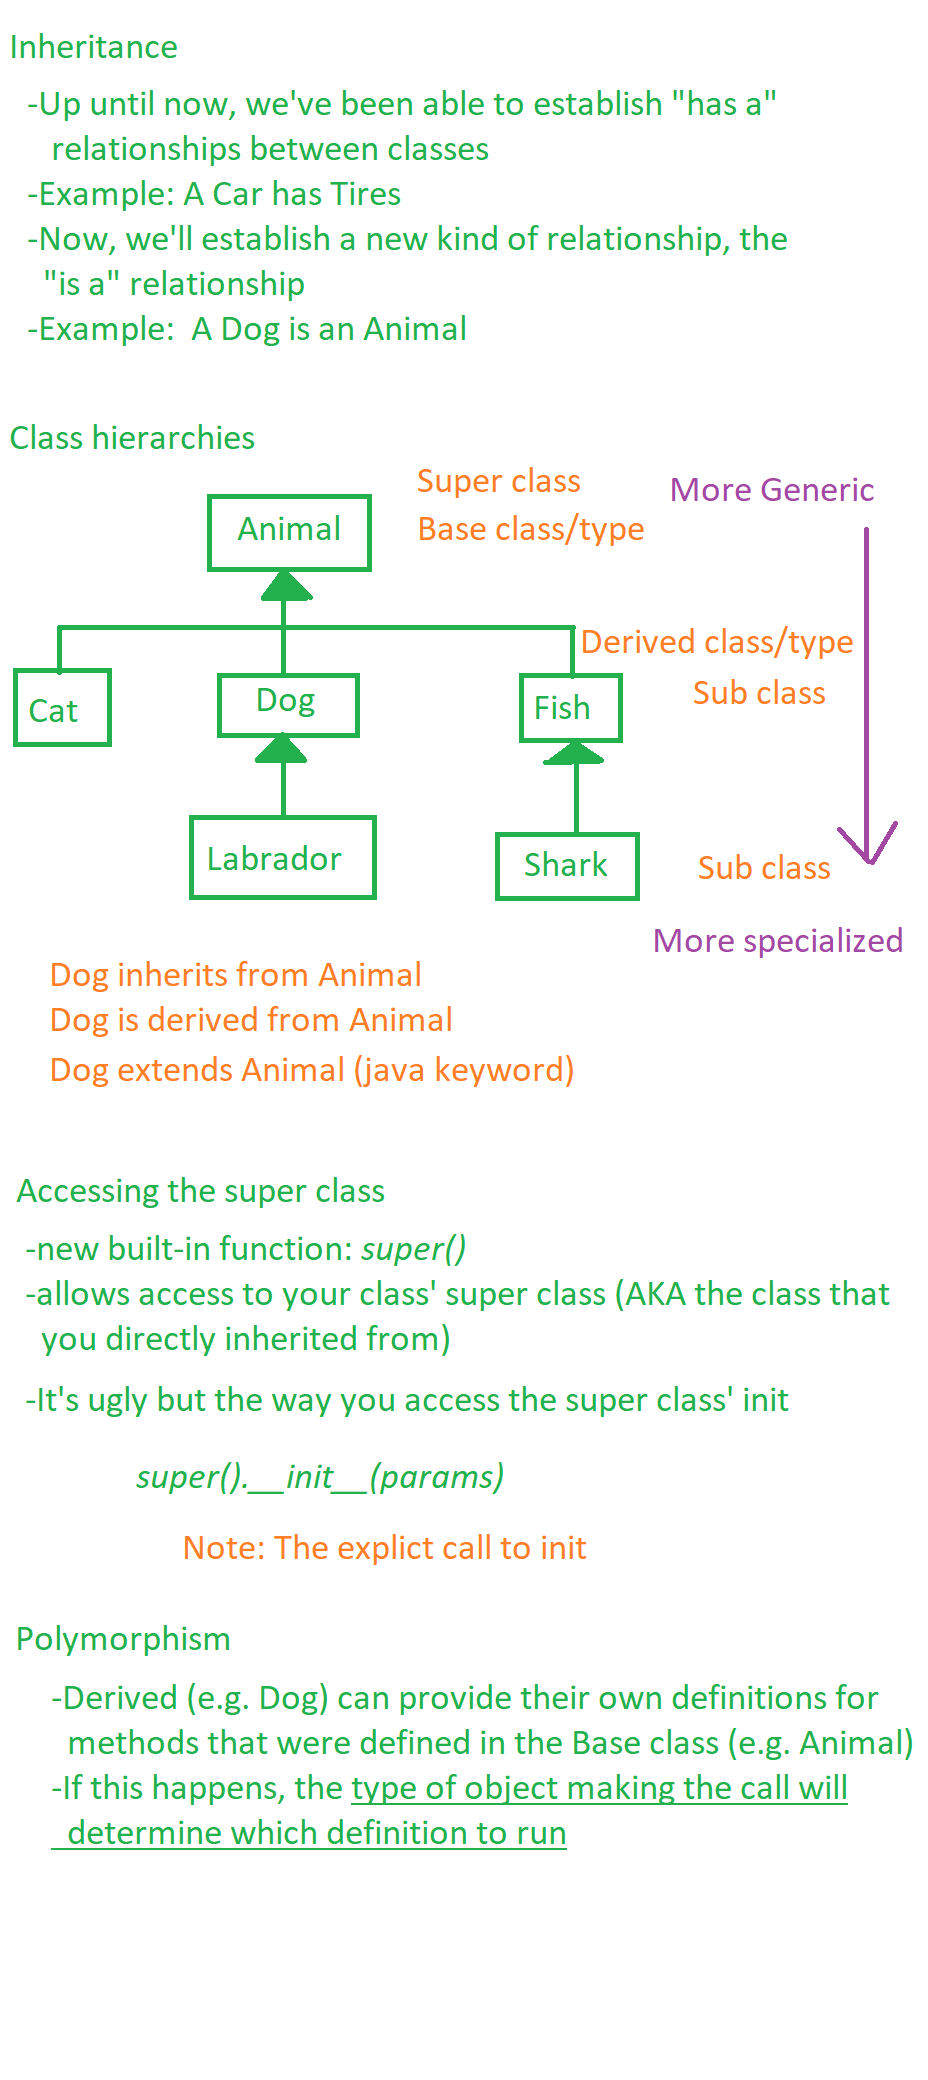 Inheritance
-Up until now, we've been able to establish "has a"
relationships between classes
-Example: A Car has Tires
-Now, we'll establish a new kind of relationship, the
"is a" relationship
-Example:  A Dog is an Animal
Class hierarchies
Super class
More Generic
Animal
Base class/type
Derived class/type
Cat
Dog
Fish
Sub class
Labrador
Shark
Sub class
More specialized
Dog inherits from Animal
Dog is derived from Animal
Dog extends Animal (java keyword)
Accessing the super class
-new built-in function: super()
-allows access to your class' super class (AKA the class that
you directly inherited from)
-It's ugly but the way you access the super class' init
super().__init__(params)
Note: The explict call to init
Polymorphism
-Derived (e.g. Dog) can provide their own definitions for
methods that were defined in the Base class (e.g. Animal)
-If this happens, the type of object making the call will
determine which definition to run